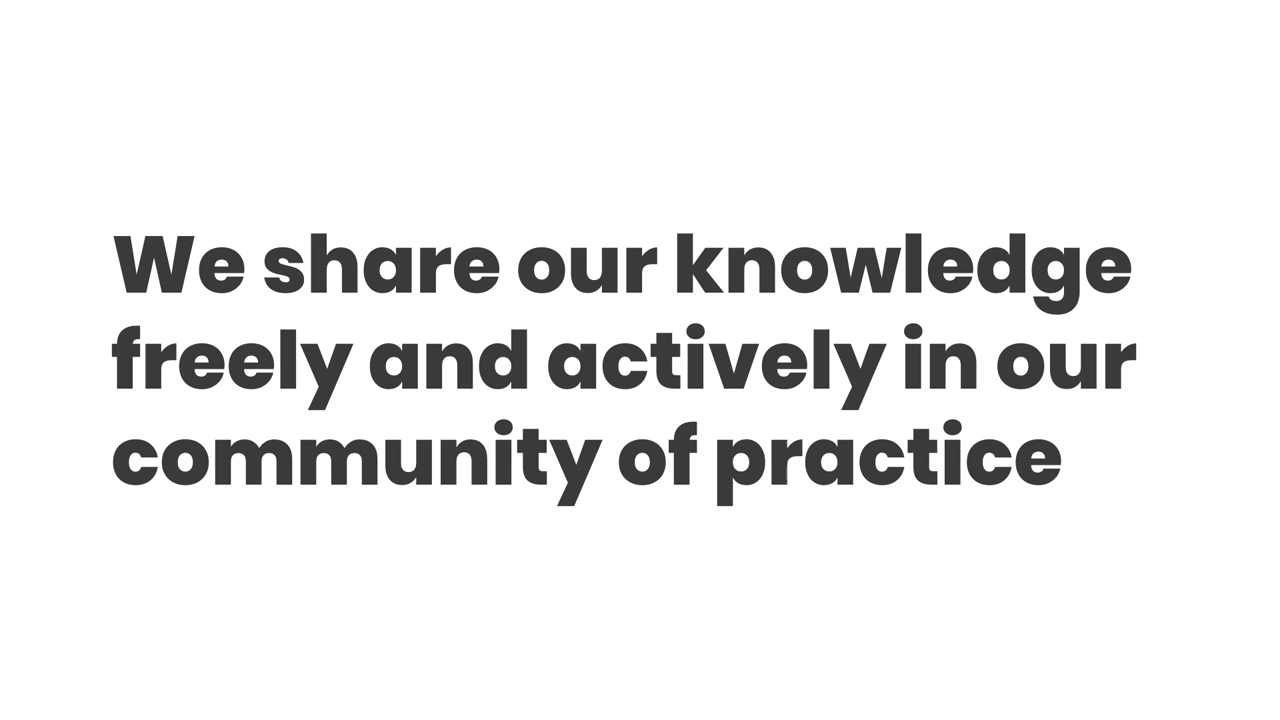 We share our knowledge
freely and actively in our
community of practice